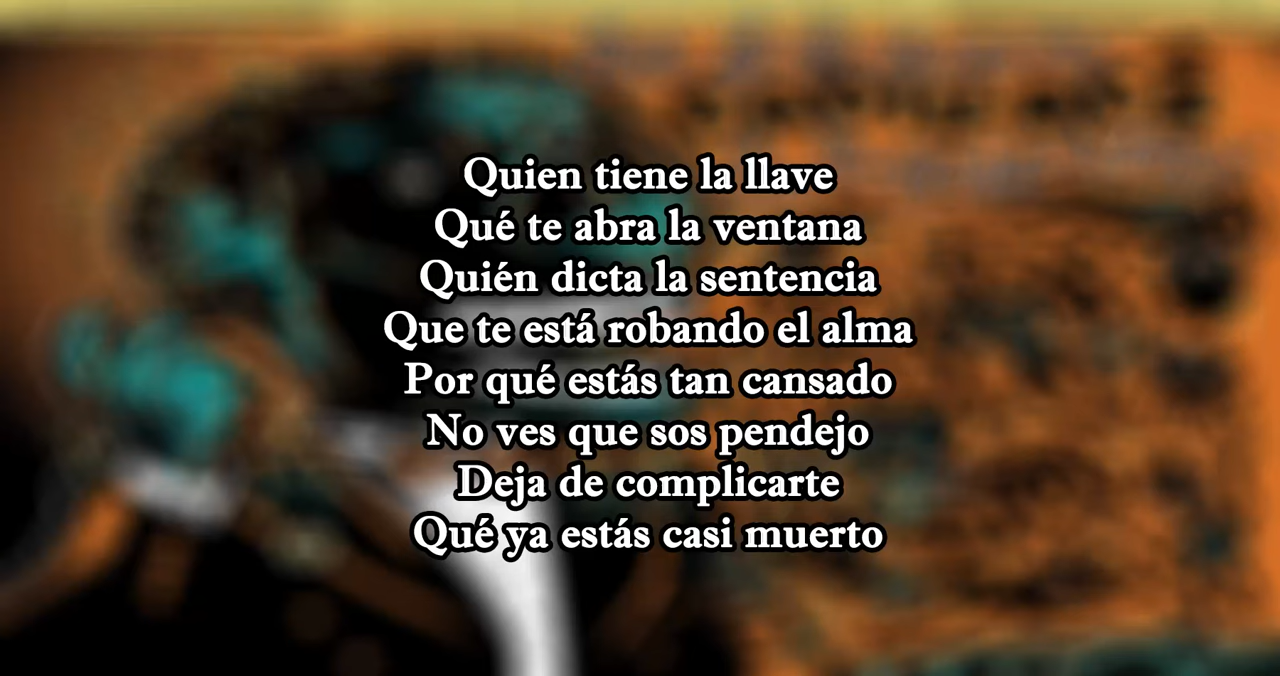 Quien tiene la llave
Qué te abra la ventana
Quién dicta la sentencia
Que te está robando el alma
Por qué estás tan cansado
No ves que sos pendejo
Deja de complicarte
Qué ya estás casi muerto